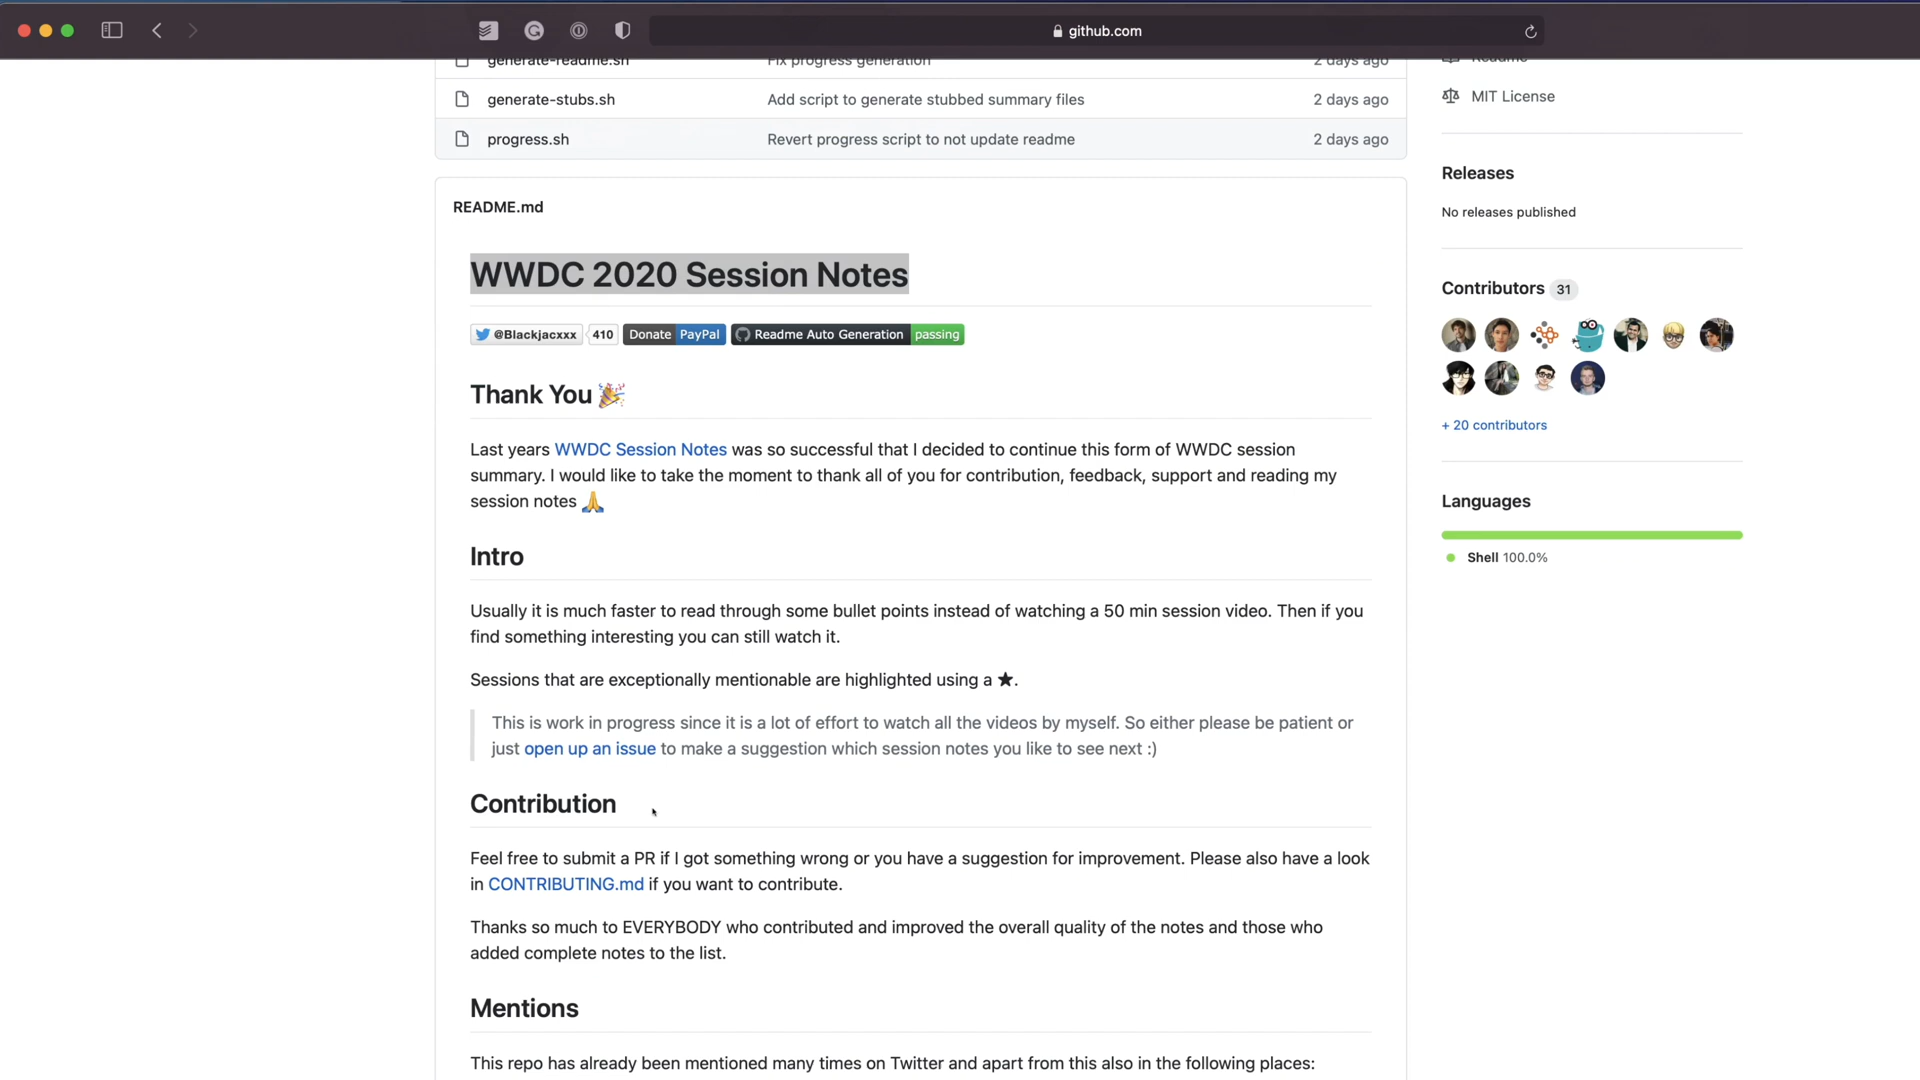 github.com
generate-readme.sh Fix progress generation 2 days ago
generate-stubs.sh Add script to generate stubbed summary files 2 days ago
progress.sh Revert progress script to not update readme 2 days ago
README.md
WWDC 2020 Session Notes
@Blackjacxxx 410 Donate PayPal Readme Auto Generation passing
Thank You 🎉
Last years WWDC Session Notes was so successful that I decided to continue this form of WWDC session
summary. I would like to take the moment to thank all of you for contribution, feedback, support and reading my
session notes 🙏
Intro
Usually it is much faster to read through some bullet points instead of watching a 50 min session video. Then if you
find something interesting you can still watch it.
Sessions that are exceptionally mentionable are highlighted using a ★.
This is work in progress since it is a lot of effort to watch all the videos by myself. So either please be patient or
just open up an issue to make a suggestion which session notes you like to see next :)
Contribution
Feel free to submit a PR if I got something wrong or you have a suggestion for improvement. Please also have a look
in CONTRIBUTING.md if you want to contribute.
Thanks so much to EVERYBODY who contributed and improved the overall quality of the notes and those who
added complete notes to the list.
Mentions
This repo has already been mentioned many times on Twitter and apart from this also in the following places:
Readme
MIT License
Releases
No releases published
Contributors 31
+ 20 contributors
Languages
Shell 100.0%